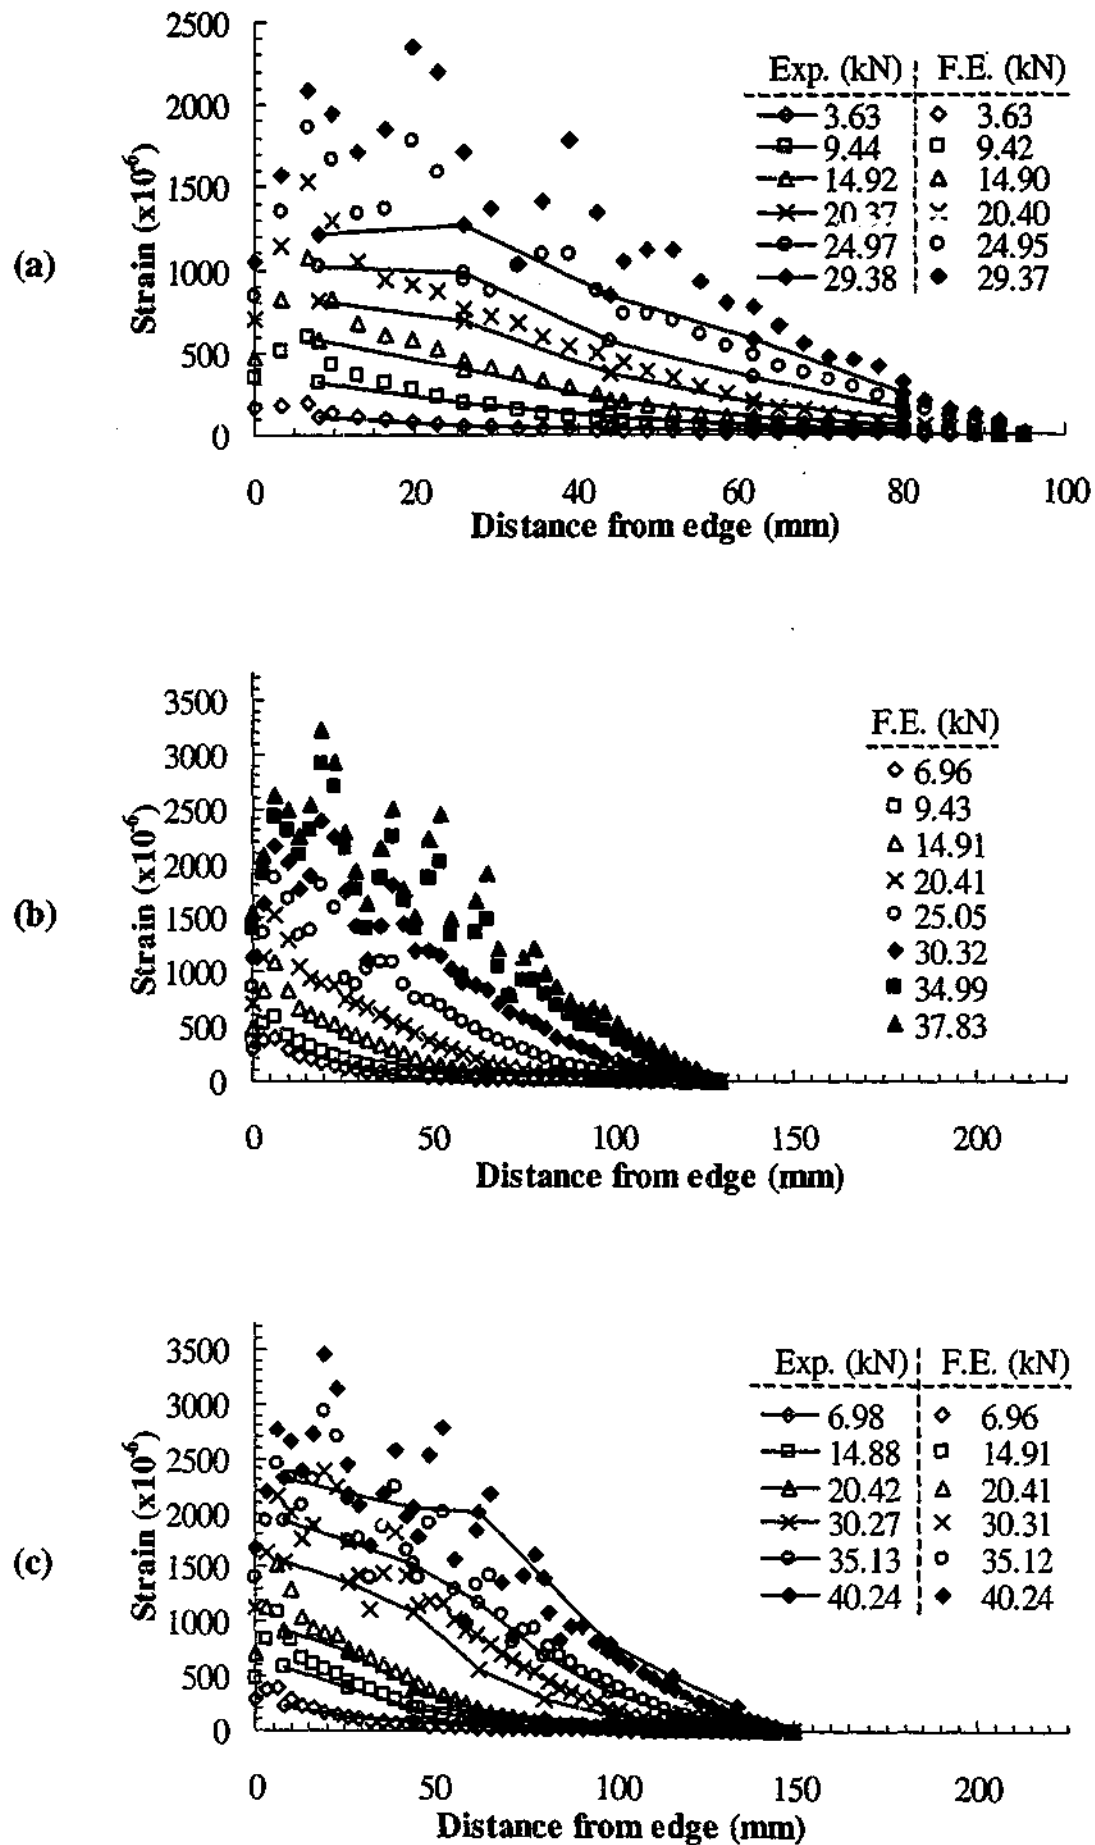 (a)
Strain (x10⁻⁶)
2500
2000
1500
1000
500
0
0 20 40 60 80 100
Distance from edge (mm)
Exp. (kN) F.E. (kN)
3.63 3.63
9.44 9.42
14.92 14.90
20.37 20.40
24.97 24.95
29.38 29.37
(b)
Strain (x10⁻⁶)
3500
3000
2500
2000
1500
1000
500
0
0 50 100 150 200
Distance from edge (mm)
F.E. (kN)
6.96
9.43
14.91
20.41
25.05
30.32
34.99
37.83
(c)
Strain (x10⁻⁶)
3500
3000
2500
2000
1500
1000
500
0
0 50 100 150 200
Distance from edge (mm)
Exp. (kN) F.E. (kN)
6.98 6.96
14.88 14.91
20.42 20.41
30.27 30.31
35.13 35.12
40.24 40.24